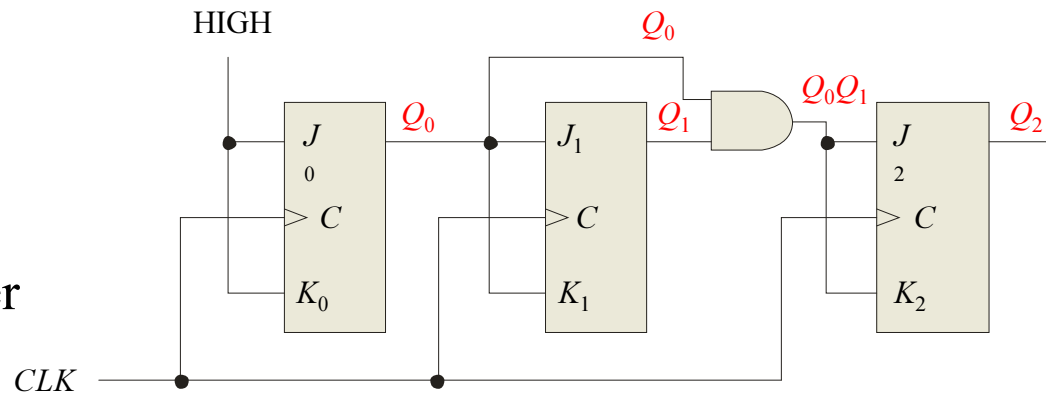 HIGH
Q₀
Q₀ Q₁ Q₀Q₁ Q₂
J J₁ J
0 2
C C C
K₀ K₁ K₂
r
CLK